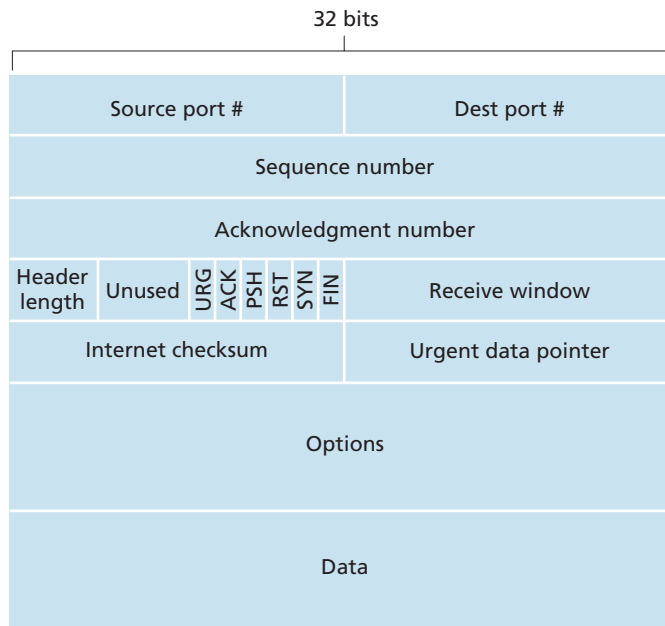 32 bits
Source port #
Dest port #
Sequence number
Acknowledgment number
Header
length
Unused
URG
ACK
PSH
RST
SYN
FIN
Receive window
Internet checksum
Urgent data pointer
Options
Data